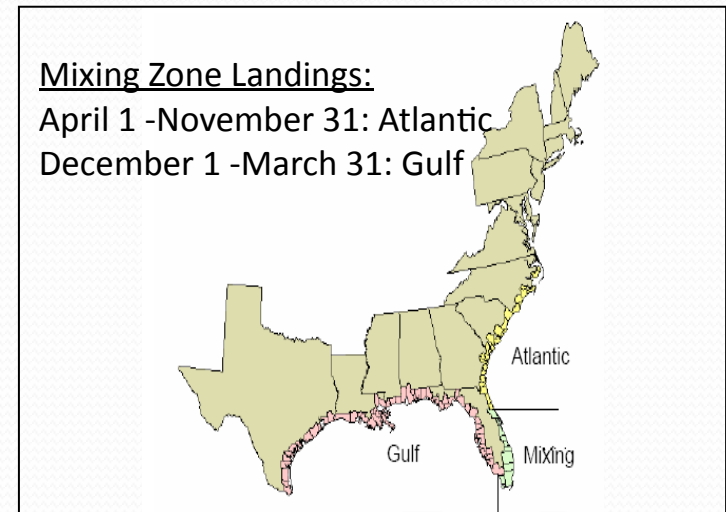 Mixing Zone Landings:
April 1 -November 31: Atlantic
December 1 -March 31: Gulf
Atlantic
Gulf
Mixing